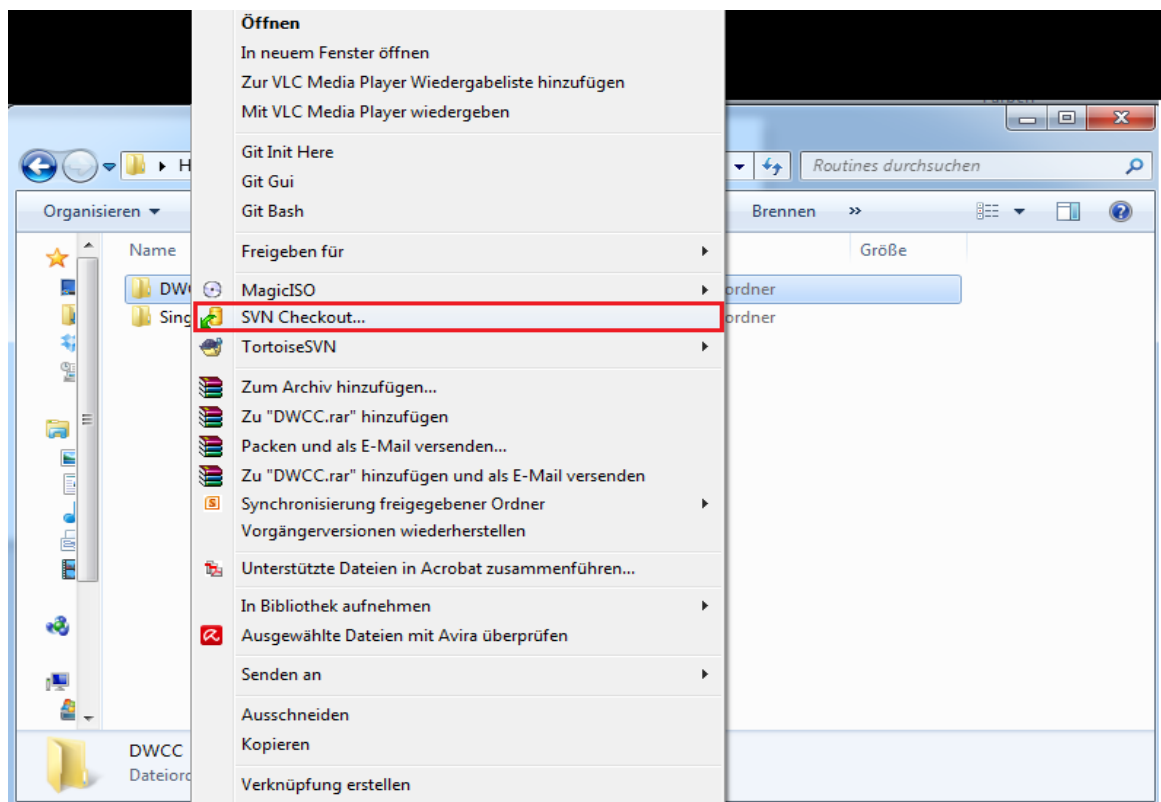 Öffnen
In neuem Fenster öffnen
Zur VLC Media Player Wiedergabeliste hinzufügen
Mit VLC Media Player wiedergeben
Git Init Here
Git Gui
Git Bash
Freigeben für
MagicISO
SVN Checkout...
TortoiseSVN
Zum Archiv hinzufügen...
Zu "DWCC.rar" hinzufügen
Packen und als E-Mail versenden...
Zu "DWCC.rar" hinzufügen und als E-Mail versenden
Synchronisierung freigegebener Ordner
Vorgängerversionen wiederherstellen
Unterstützte Dateien in Acrobat zusammenführen...
In Bibliothek aufnehmen
Ausgewählte Dateien mit Avira überprüfen
Senden an
Ausschneiden
Kopieren
Verknüpfung erstellen
H
Routines durchsuchen
Organisieren
Brennen »
Name
Größe
DW
ordner
Sing
ordner
DWCC
Dateiord